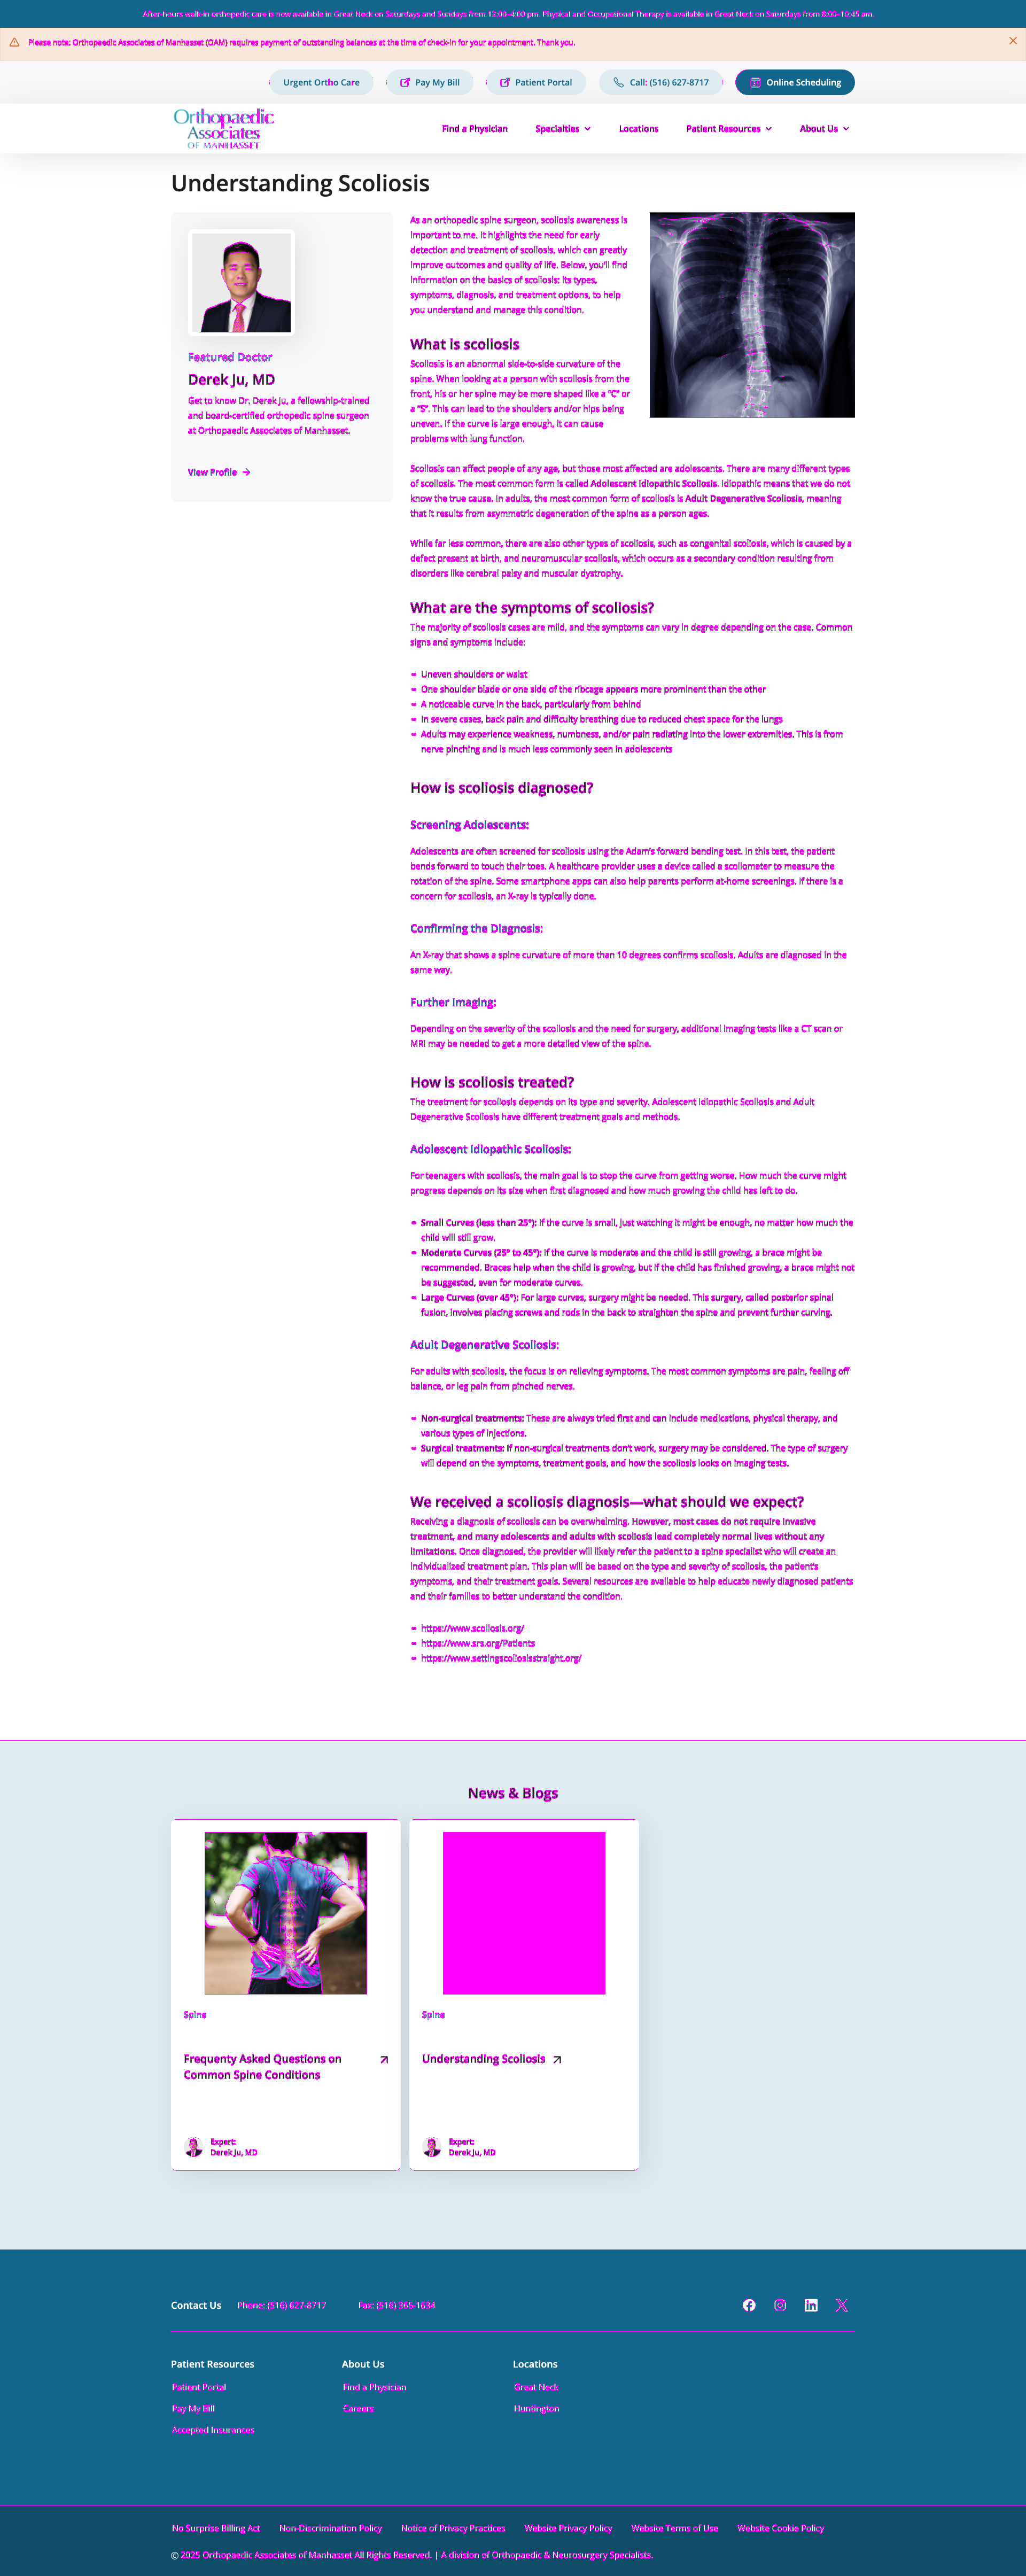 After-hours walk-in orthopedic care is now available in Great Neck on Saturdays and Sundays from 12:00–4:00 pm. Physical and Occupational Therapy is available in Great Neck on Saturdays from 8:00–10:45 am.
Please note: Orthopaedic Associates of Manhasset (OAM) requires payment of outstanding balances at the time of check-in for your appointment. Thank you.
Urgent Ortho Care
Pay My Bill
Patient Portal
Call: (516) 627-8717
Online Scheduling
Orthopaedic
Associates
OF MANHASSET
Find a Physician
Specialties
Locations
Patient Resources
About Us
Understanding Scoliosis
Featured Doctor
Derek Ju, MD
Get to know Dr. Derek Ju, a fellowship-trained
and board-certified orthopedic spine surgeon
at Orthopaedic Associates of Manhasset.
View Profile
As an orthopedic spine surgeon, scoliosis awareness is
important to me. It highlights the need for early
detection and treatment of scoliosis, which can greatly
improve outcomes and quality of life. Below, you'll find
information on the basics of scoliosis: its types,
symptoms, diagnosis, and treatment options, to help
you understand and manage this condition.
What is scoliosis
Scoliosis is an abnormal side-to-side curvature of the
spine. When looking at a person with scoliosis from the
front, his or her spine may be more shaped like a "C" or
a "S". This can lead to the shoulders and/or hips being
uneven. If the curve is large enough, it can cause
problems with lung function.
Scoliosis can affect people of any age, but those most affected are adolescents. There are many different types
of scoliosis. The most common form is called Adolescent Idiopathic Scoliosis. Idiopathic means that we do not
know the true cause. In adults, the most common form of scoliosis is Adult Degenerative Scoliosis, meaning
that it results from asymmetric degeneration of the spine as a person ages.
While far less common, there are also other types of scoliosis, such as congenital scoliosis, which is caused by a
defect present at birth, and neuromuscular scoliosis, which occurs as a secondary condition resulting from
disorders like cerebral palsy and muscular dystrophy.
What are the symptoms of scoliosis?
The majority of scoliosis cases are mild, and the symptoms can vary in degree depending on the case. Common
signs and symptoms include:
Uneven shoulders or waist
One shoulder blade or one side of the ribcage appears more prominent than the other
A noticeable curve in the back, particularly from behind
In severe cases, back pain and difficulty breathing due to reduced chest space for the lungs
Adults may experience weakness, numbness, and/or pain radiating into the lower extremities. This is from
nerve pinching and is much less commonly seen in adolescents
How is scoliosis diagnosed?
Screening Adolescents:
Adolescents are often screened for scoliosis using the Adam's forward bending test. In this test, the patient
bends forward to touch their toes. A healthcare provider uses a device called a scoliometer to measure the
rotation of the spine. Some smartphone apps can also help parents perform at-home screenings. If there is a
concern for scoliosis, an X-ray is typically done.
Confirming the Diagnosis:
An X-ray that shows a spine curvature of more than 10 degrees confirms scoliosis. Adults are diagnosed in the
same way.
Further Imaging:
Depending on the severity of the scoliosis and the need for surgery, additional imaging tests like a CT scan or
MRI may be needed to get a more detailed view of the spine.
How is scoliosis treated?
The treatment for scoliosis depends on its type and severity. Adolescent Idiopathic Scoliosis and Adult
Degenerative Scoliosis have different treatment goals and methods.
Adolescent Idiopathic Scoliosis:
For teenagers with scoliosis, the main goal is to stop the curve from getting worse. How much the curve might
progress depends on its size when first diagnosed and how much growing the child has left to do.
Small Curves (less than 25°): If the curve is small, just watching it might be enough, no matter how much the
child will still grow.
Moderate Curves (25° to 45°): If the curve is moderate and the child is still growing, a brace might be
recommended. Braces help when the child is growing, but if the child has finished growing, a brace might not
be suggested, even for moderate curves.
Large Curves (over 45°): For large curves, surgery might be needed. This surgery, called posterior spinal
fusion, involves placing screws and rods in the back to straighten the spine and prevent further curving.
Adult Degenerative Scoliosis:
For adults with scoliosis, the focus is on relieving symptoms. The most common symptoms are pain, feeling off
balance, or leg pain from pinched nerves.
Non-surgical treatments: These are always tried first and can include medications, physical therapy, and
various types of injections.
Surgical treatments: If non-surgical treatments don't work, surgery may be considered. The type of surgery
will depend on the symptoms, treatment goals, and how the scoliosis looks on imaging tests.
We received a scoliosis diagnosis—what should we expect?
Receiving a diagnosis of scoliosis can be overwhelming. However, most cases do not require invasive
treatment, and many adolescents and adults with scoliosis lead completely normal lives without any
limitations. Once diagnosed, the provider will likely refer the patient to a spine specialist who will create an
individualized treatment plan. This plan will be based on the type and severity of scoliosis, the patient's
symptoms, and their treatment goals. Several resources are available to help educate newly diagnosed patients
and their families to better understand the condition.
https://www.scoliosis.org/
https://www.srs.org/Patients
https://www.settingscoliosisstraight.org/
News & Blogs
Spine
Frequenty Asked Questions on
Common Spine Conditions
Expert:
Derek Ju, MD
Spine
Understanding Scoliosis
Expert:
Derek Ju, MD
Contact Us
Phone: (516) 627-8717
Fax: (516) 365-1634
Patient Resources
Patient Portal
Pay My Bill
Accepted Insurances
About Us
Find a Physician
Careers
Locations
Great Neck
Huntington
No Surprise Billing Act
Non-Discrimination Policy
Notice of Privacy Practices
Website Privacy Policy
Website Terms of Use
Website Cookie Policy
© 2025 Orthopaedic Associates of Manhasset All Rights Reserved. | A division of Orthopaedic & Neurosurgery Specialists.